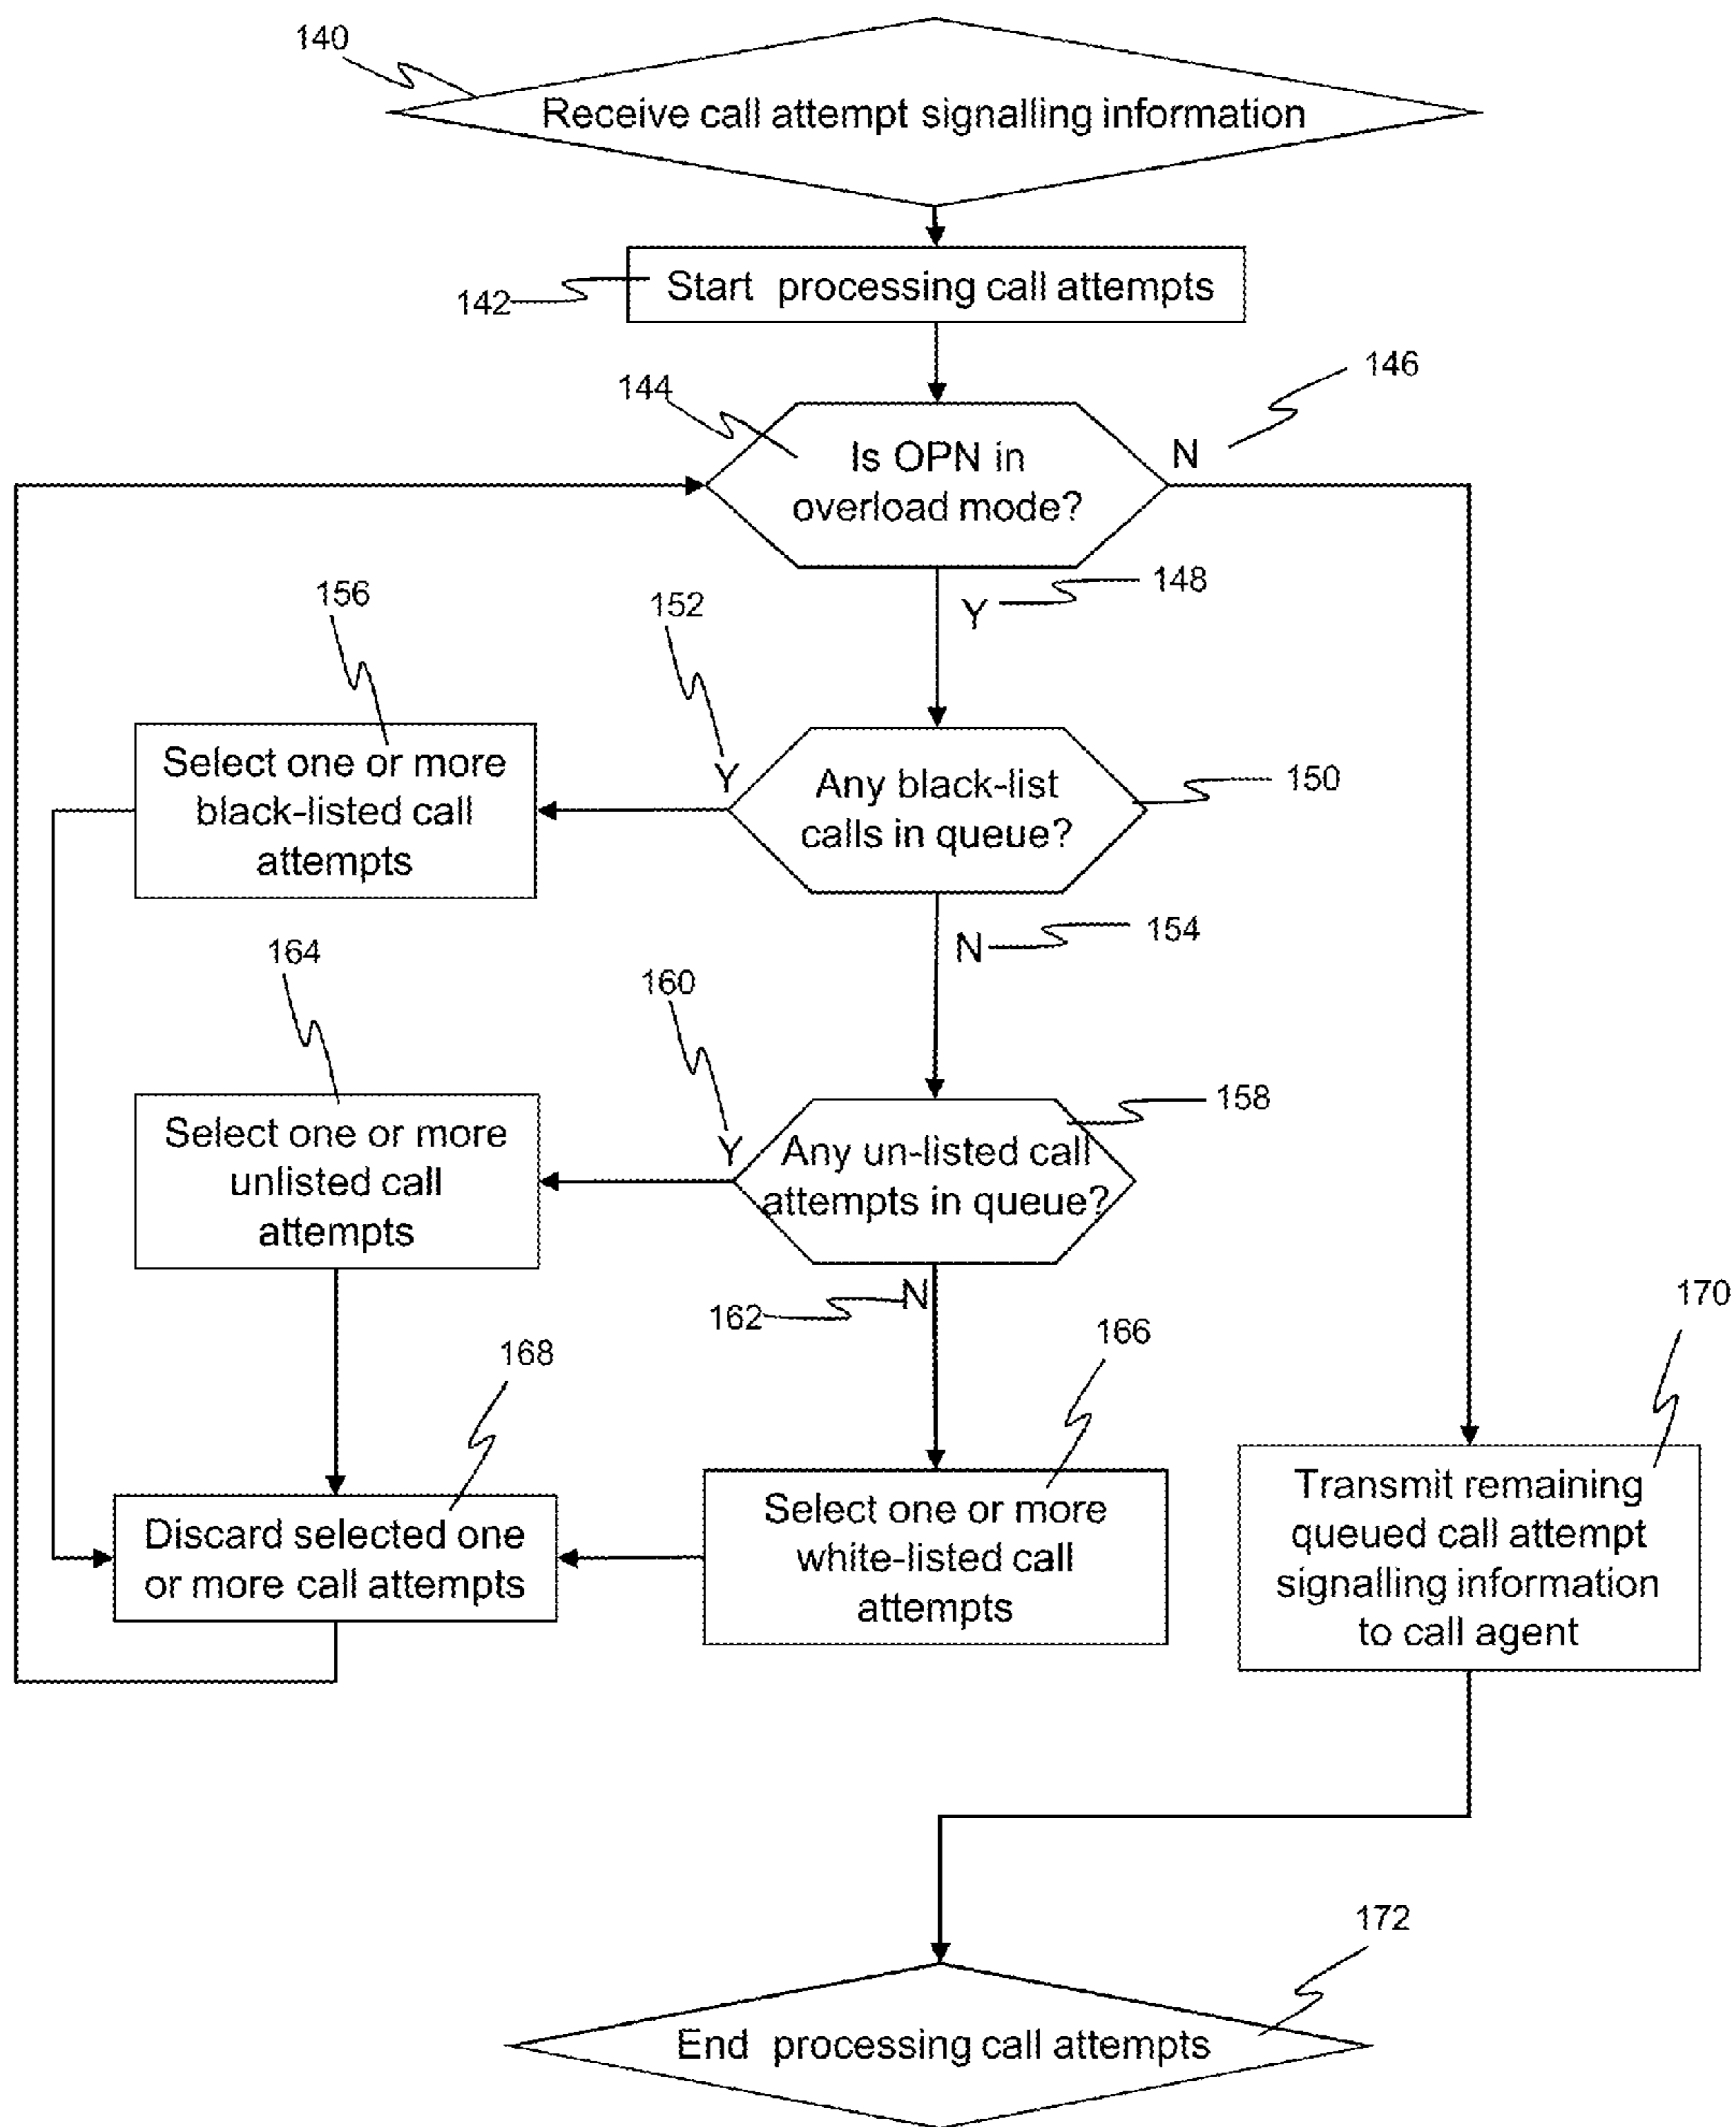 140
Receive call attempt signalling information
142
Start processing call attempts
144
146
Is OPN in
overload mode?
N
148
Y
156
152
Select one or more
black-listed call
attempts
Y
Any black-list
calls in queue?
150
154
N
164
160
Select one or more
unlisted call
attempts
Y
Any un-listed call
attempts in queue?
158
162
N
168
166
170
Discard selected one
or more call attempts
Select one or more
white-listed call
attempts
Transmit remaining
queued call attempt
signalling information
to call agent
172
End processing call attempts